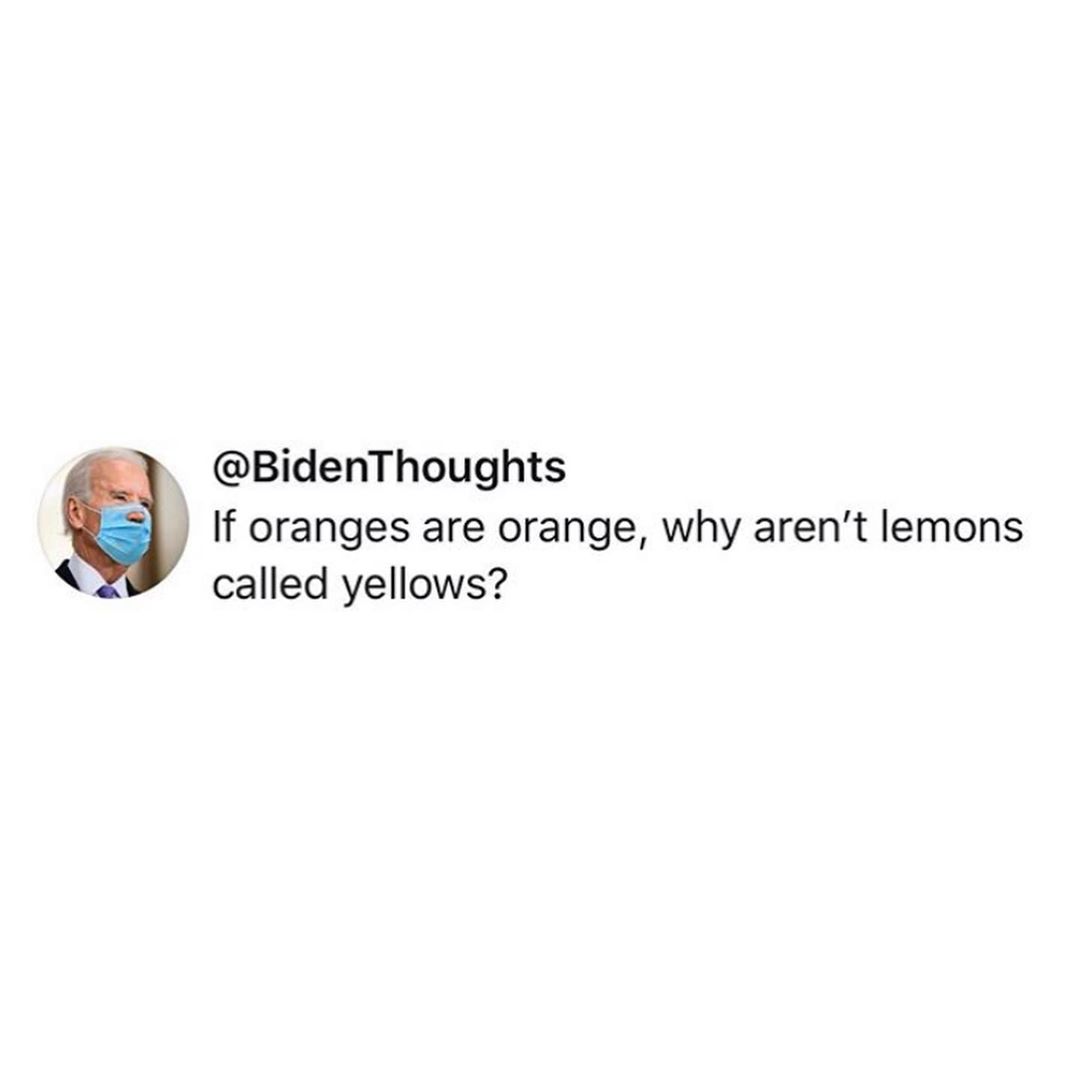 @BidenThoughts
If oranges are orange, why aren’t lemons
called yellows?